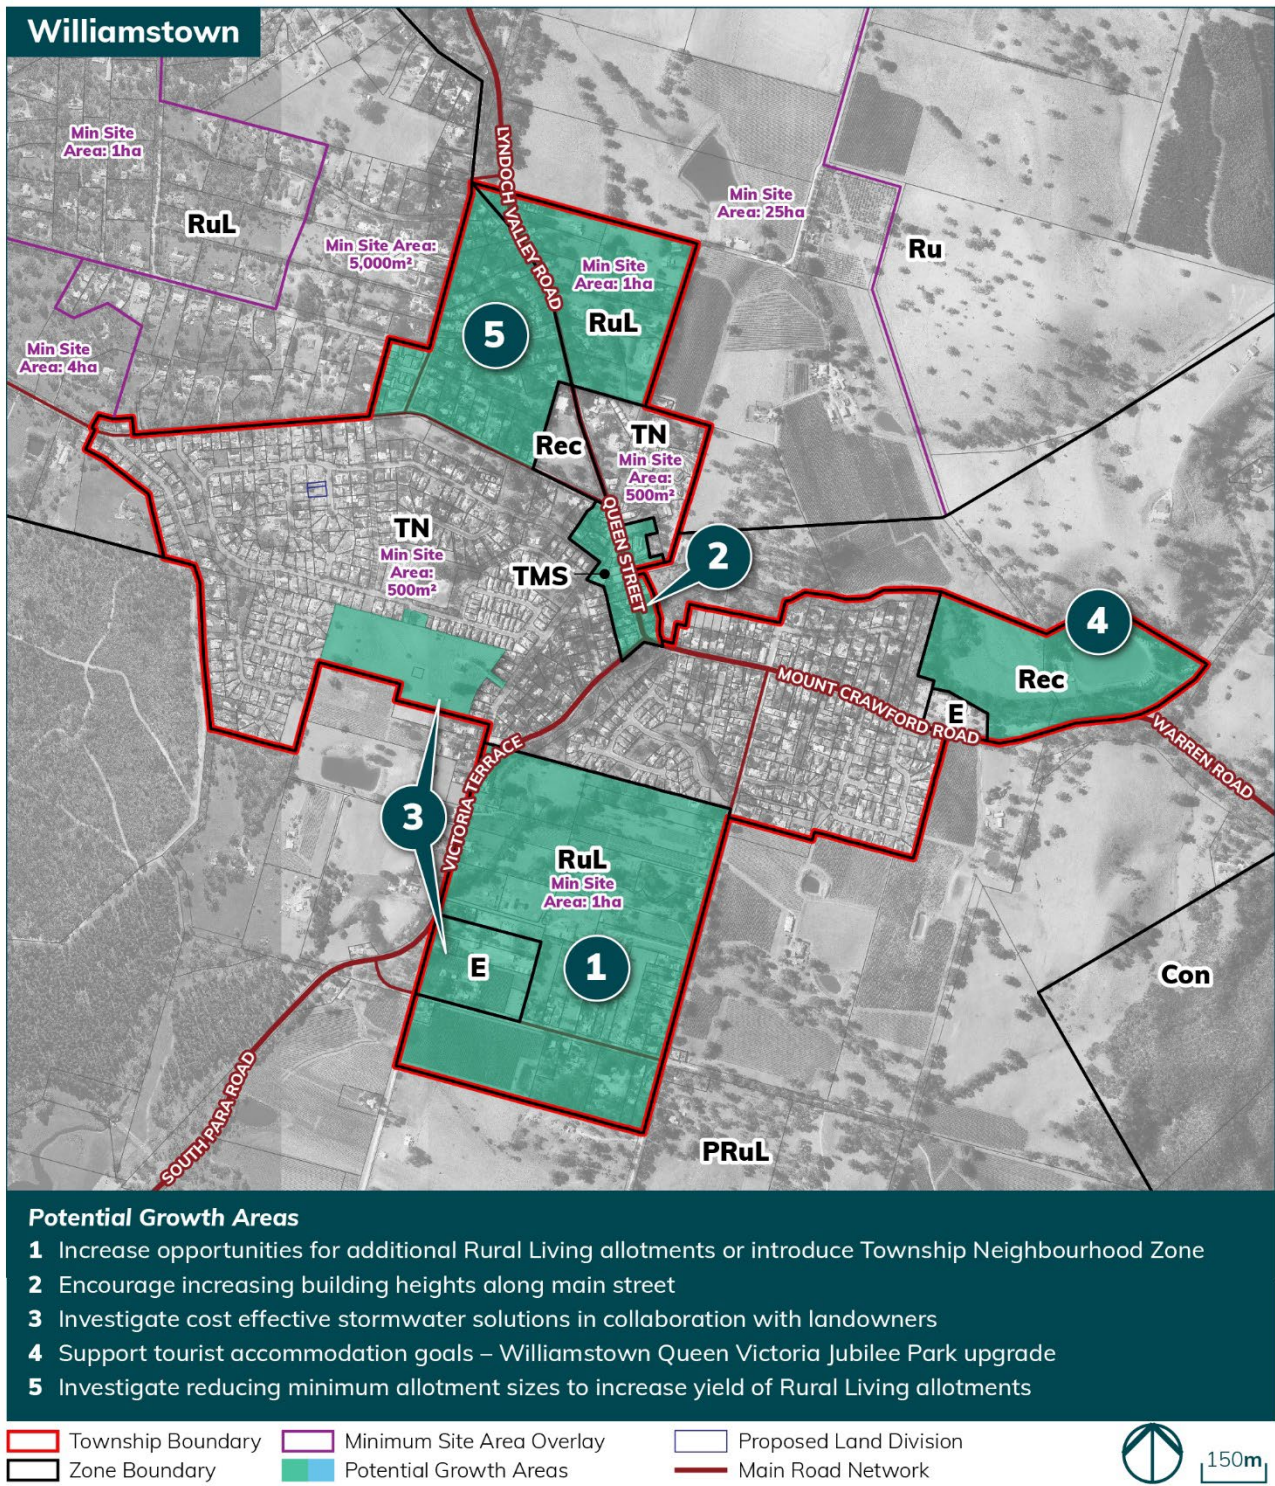 Williamstown
Min Site
Area: 1ha
RuL
Min Site Area:
5,000m²
Min Site
Area: 4ha
LYNDOCH VALLEY ROAD
Min Site
Area: 25ha
Ru
Min Site
Area: 1ha
RuL
5
Rec
TN
Min Site
Area:
500m²
TN
Min Site
Area:
500m²
QUEEN STREET
TMS
2
4
Rec
E
MOUNT CRAWFORD ROAD
WARREN ROAD
VICTORIA TERRACE
3
RuL
Min Site
Area: 1ha
E
1
Con
SOUTH PARA ROAD
PRuL
Potential Growth Areas
1 Increase opportunities for additional Rural Living allotments or introduce Township Neighbourhood Zone
2 Encourage increasing building heights along main street
3 Investigate cost effective stormwater solutions in collaboration with landowners
4 Support tourist accommodation goals – Williamstown Queen Victoria Jubilee Park upgrade
5 Investigate reducing minimum allotment sizes to increase yield of Rural Living allotments
Township Boundary
Minimum Site Area Overlay
Proposed Land Division
Zone Boundary
Potential Growth Areas
Main Road Network
150m